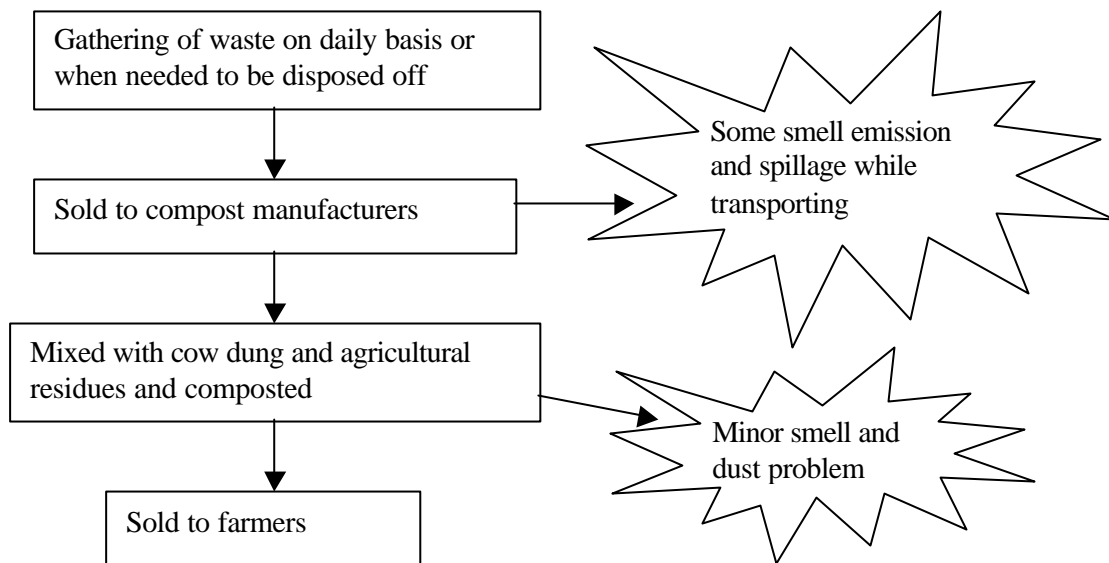 Gathering of waste on daily basis or
when needed to be disposed off
Some smell emission
and spillage while
transporting
Sold to compost manufacturers
Mixed with cow dung and agricultural
residues and composted
Minor smell and
dust problem
Sold to farmers